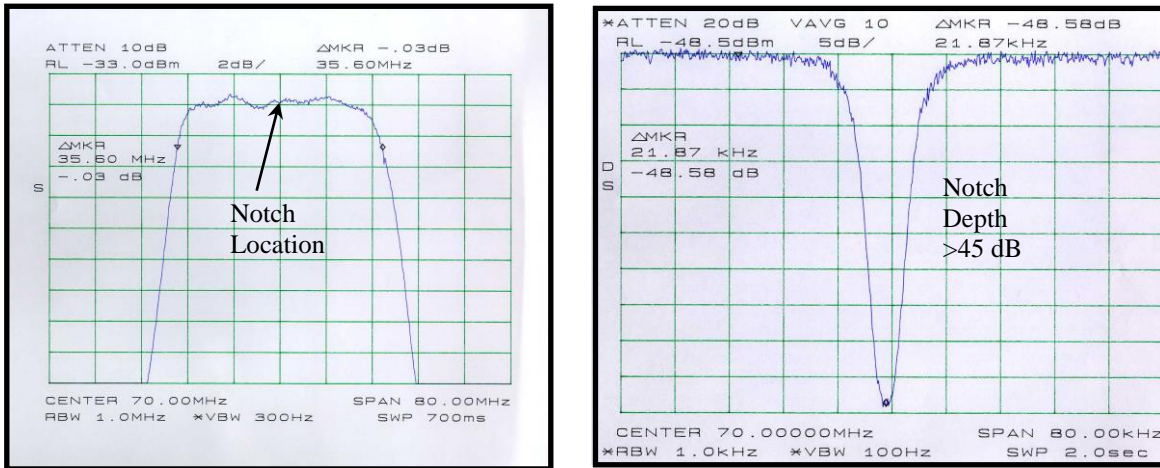 ATTEN 10dB ΔMKR -.03dB
RL -33.0dBm 2dB/ 35.60MHz
ΔMKR
35.60 MHz
-.03 dB
S
Notch
Location
CENTER 70.00MHz SPAN 80.00MHz
RBW 1.0MHz *VBW 300Hz SWP 700ms
*ATTEN 20dB VAVG 10 ΔMKR -48.58dB
RL -48.5dBm 5dB/ 21.87kHz
ΔMKR
21.87 kHz
-48.58 dB
D
S
Notch
Depth
>45 dB
CENTER 70.00000MHz SPAN 80.00kHz
*RBW 1.0kHz *VBW 100Hz SWP 2.0sec